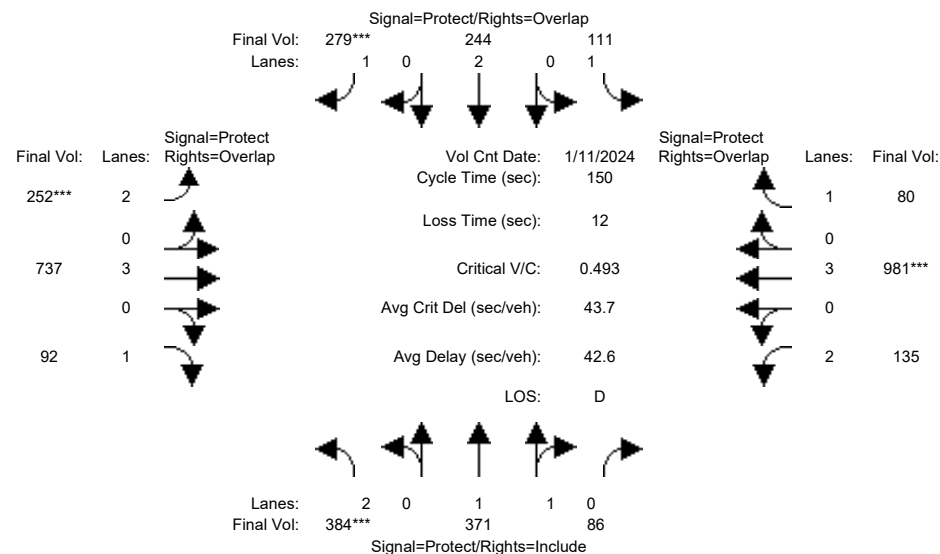 Signal=Protect/Rights=Overlap
Final Vol: 279*** 244 111
Lanes: 1 0 2 0 1
Signal=Protect
Final Vol: Lanes: Rights=Overlap
Vol Cnt Date: 1/11/2024
Signal=Protect
Rights=Overlap Lanes: Final Vol:
Cycle Time (sec): 150
252*** 2
1 80
Loss Time (sec): 12
0
0
737 3
Critical V/C: 0.493
3 981***
0
Avg Crit Del (sec/veh): 43.7
0
92 1
Avg Delay (sec/veh): 42.6
2 135
LOS: D
Lanes: 2 0 1 1 0
Final Vol: 384*** 371 86
Signal=Protect/Rights=Include